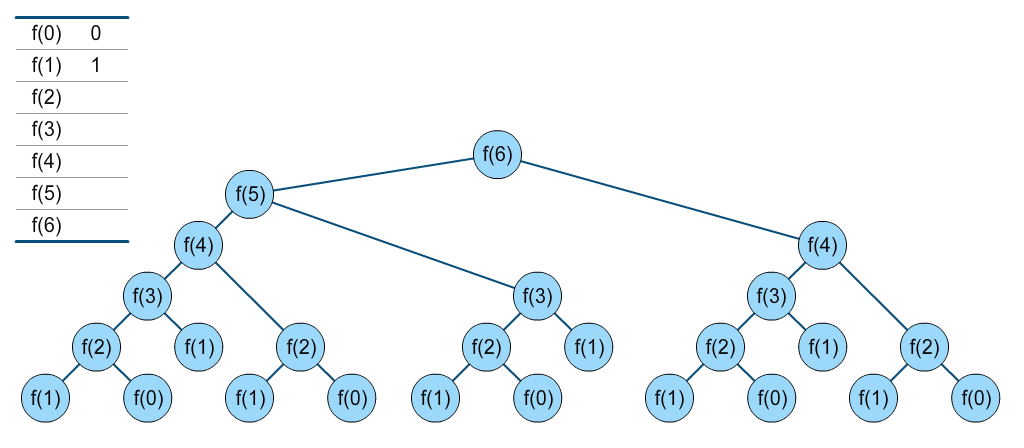 f(0) 0
f(1) 1
f(2)
f(3)
f(4)
f(5)
f(6)
f(6)
f(5)
f(4) f(4)
f(3) f(3) f(3)
f(2) f(1) f(2) f(2) f(1) f(2) f(1) f(2)
f(1) f(0) f(1) f(0) f(1) f(0) f(1) f(0) f(1) f(0)